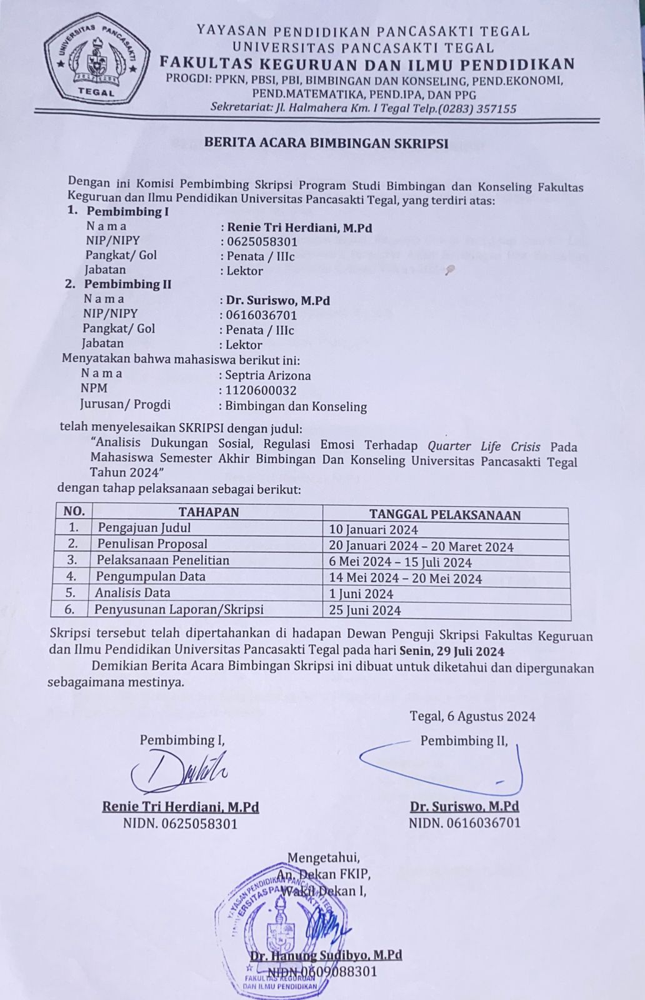 UNIVERSITAS PANCASAKTI
TEGAL
YAYASAN PENDIDIKAN PANCASAKTI TEGAL
UNIVERSITAS PANCASAKTI TEGAL
FAKULTAS KEGURUAN DAN ILMU PENDIDIKAN
PROGDI: PPKN, PBSI, PBI, BIMBINGAN DAN KONSELING, PEND.EKONOMI,
PEND.MATEMATIKA, PEND.IPA, DAN PPG
Sekretariat: Jl. Halmahera Km. I Tegal Telp.(0283) 357155
BERITA ACARA BIMBINGAN SKRIPSI
Dengan ini Komisi Pembimbing Skripsi Program Studi Bimbingan dan Konseling Fakultas
Keguruan dan Ilmu Pendidikan Universitas Pancasakti Tegal, yang terdiri atas:
1. Pembimbing I
N a m a : Renie Tri Herdiani, M.Pd
NIP/NIPY : 0625058301
Pangkat/ Gol : Penata / IIIc
Jabatan : Lektor
2. Pembimbing II
N a m a : Dr. Suriswo, M.Pd
NIP/NIPY : 0616036701
Pangkat/ Gol : Penata / IIIc
Jabatan : Lektor
Menyatakan bahwa mahasiswa berikut ini:
N a m a : Septria Arizona
NPM : 1120600032
Jurusan/ Progdi : Bimbingan dan Konseling
telah menyelesaikan SKRIPSI dengan judul:
“Analisis Dukungan Sosial, Regulasi Emosi Terhadap Quarter Life Crisis Pada
Mahasiswa Semester Akhir Bimbingan Dan Konseling Universitas Pancasakti Tegal
Tahun 2024”
dengan tahap pelaksanaan sebagai berikut:
NO. TAHAPAN TANGGAL PELAKSANAAN
1. Pengajuan Judul 10 Januari 2024
2. Penulisan Proposal 20 Januari 2024 – 20 Maret 2024
3. Pelaksanaan Penelitian 6 Mei 2024 – 15 Juli 2024
4. Pengumpulan Data 14 Mei 2024 – 20 Mei 2024
5. Analisis Data 1 Juni 2024
6. Penyusunan Laporan/Skripsi 25 Juni 2024
Skripsi tersebut telah dipertahankan di hadapan Dewan Penguji Skripsi Fakultas Keguruan
dan Ilmu Pendidikan Universitas Pancasakti Tegal pada hari Senin, 29 Juli 2024
Demikian Berita Acara Bimbingan Skripsi ini dibuat untuk diketahui dan dipergunakan
sebagaimana mestinya.
Tegal, 6 Agustus 2024
Pembimbing I, Pembimbing II,
Renie Tri Herdiani, M.Pd Dr. Suriswo, M.Pd
NIDN. 0625058301 NIDN. 0616036701
Mengetahui,
An. Dekan FKIP,
Wakil Dekan I,
YAYASAN PENDIDIKAN PANCASAKTI TEGAL
UNIVERSITAS PANCASAKTI
Dr. Hanung Sudibyo, M.Pd
NIDN 0609088301
FAKULTAS KEGURUAN
DAN ILMU PENDIDIKAN